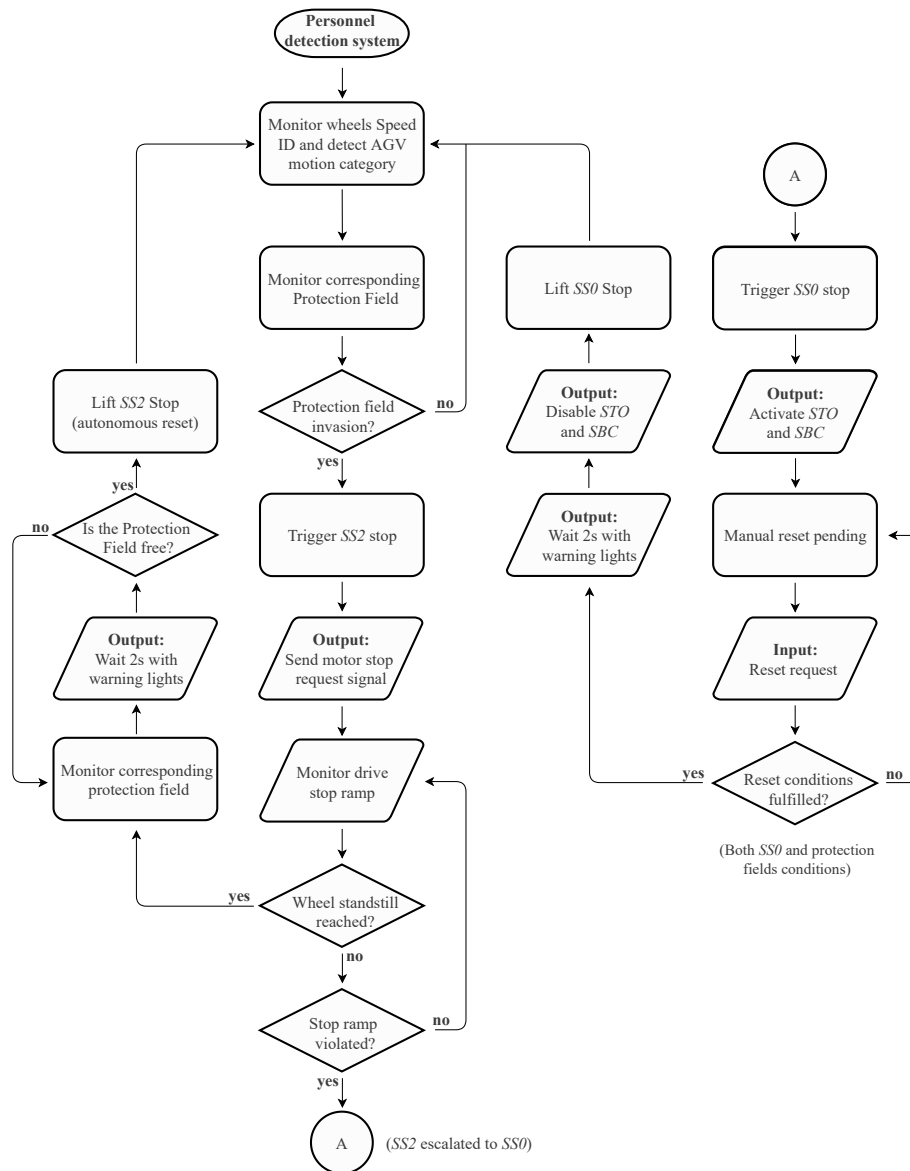 Personnel
detection system
Monitor wheels Speed
ID and detect AGV
motion category
Monitor corresponding
Protection Field
Protection field
invasion?
no
yes
Trigger SS2 stop
Output:
Send motor stop
request signal
Monitor drive
stop ramp
Wheel standstill
reached?
yes
no
Stop ramp
violated?
no
yes
A
(SS2 escalated to SS0)
Lift SS2 Stop
(autonomous reset)
yes
no
Is the Protection
Field free?
Output:
Wait 2s with
warning lights
Monitor corresponding
protection field
Lift SS0 Stop
Output:
Disable STO
and SBC
Output:
Wait 2s with
warning lights
A
Trigger SS0 stop
Output:
Activate STO
and SBC
Manual reset pending
Input:
Reset request
yes
Reset conditions
fulfilled?
no
(Both SS0 and protection
fields conditions)